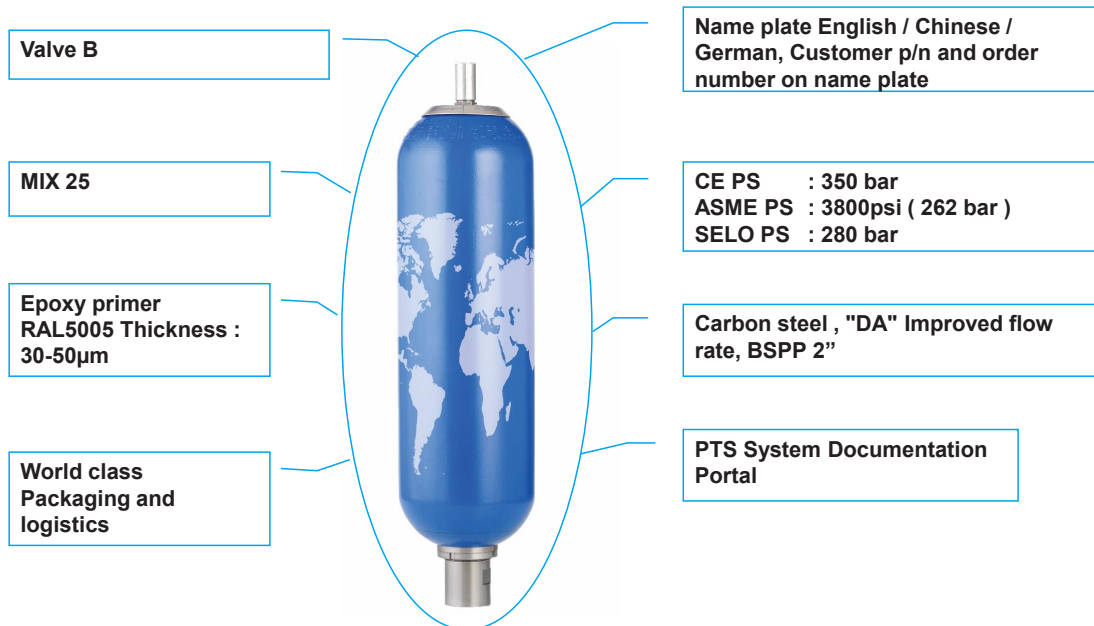 Valve B
MIX 25
Epoxy primer
RAL5005 Thickness :
30-50µm
World class
Packaging and
logistics
Name plate English / Chinese /
German, Customer p/n and order
number on name plate
CE PS : 350 bar
ASME PS : 3800psi ( 262 bar )
SELO PS : 280 bar
Carbon steel , "DA" Improved flow
rate, BSPP 2”
PTS System Documentation
Portal